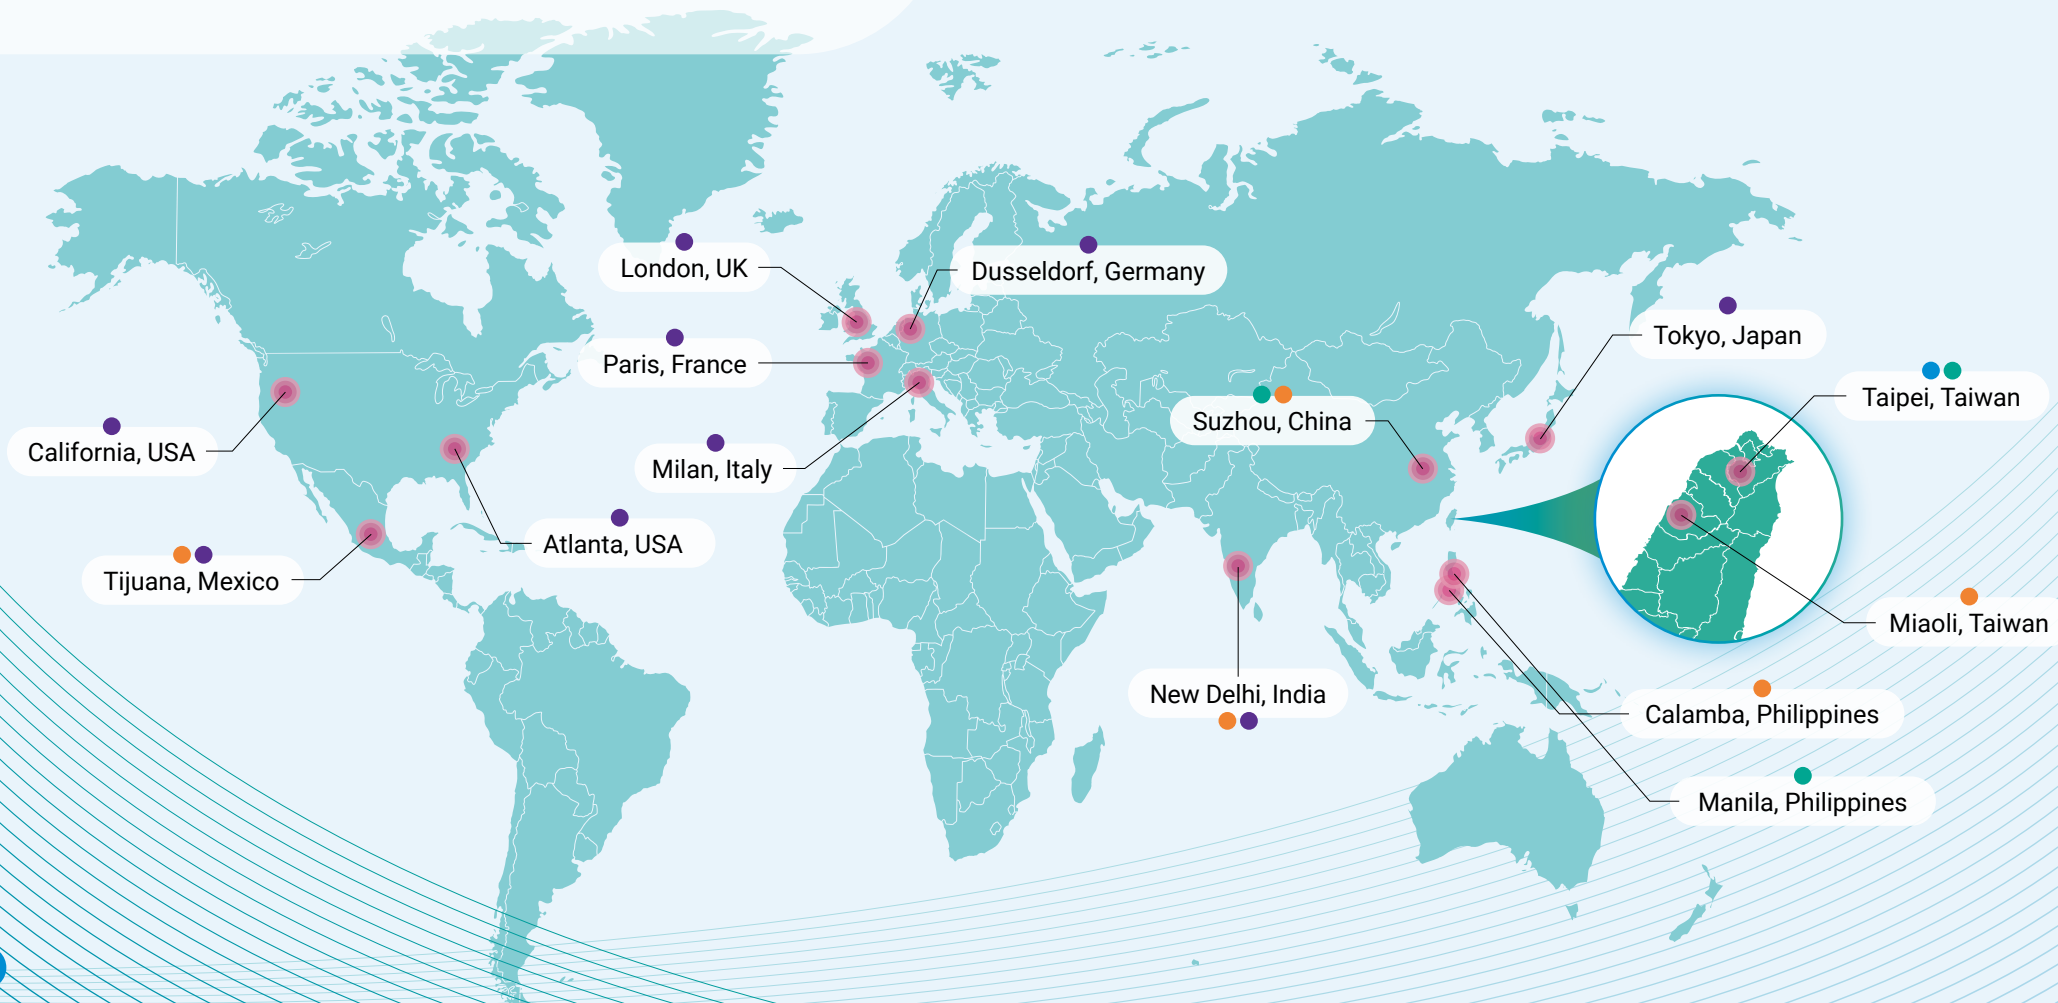 London, UK
Dusseldorf, Germany
Tokyo, Japan
Paris, France
Taipei, Taiwan
Suzhou, China
California, USA
Milan, Italy
Atlanta, USA
Tijuana, Mexico
Miaoli, Taiwan
New Delhi, India
Calamba, Philippines
Manila, Philippines